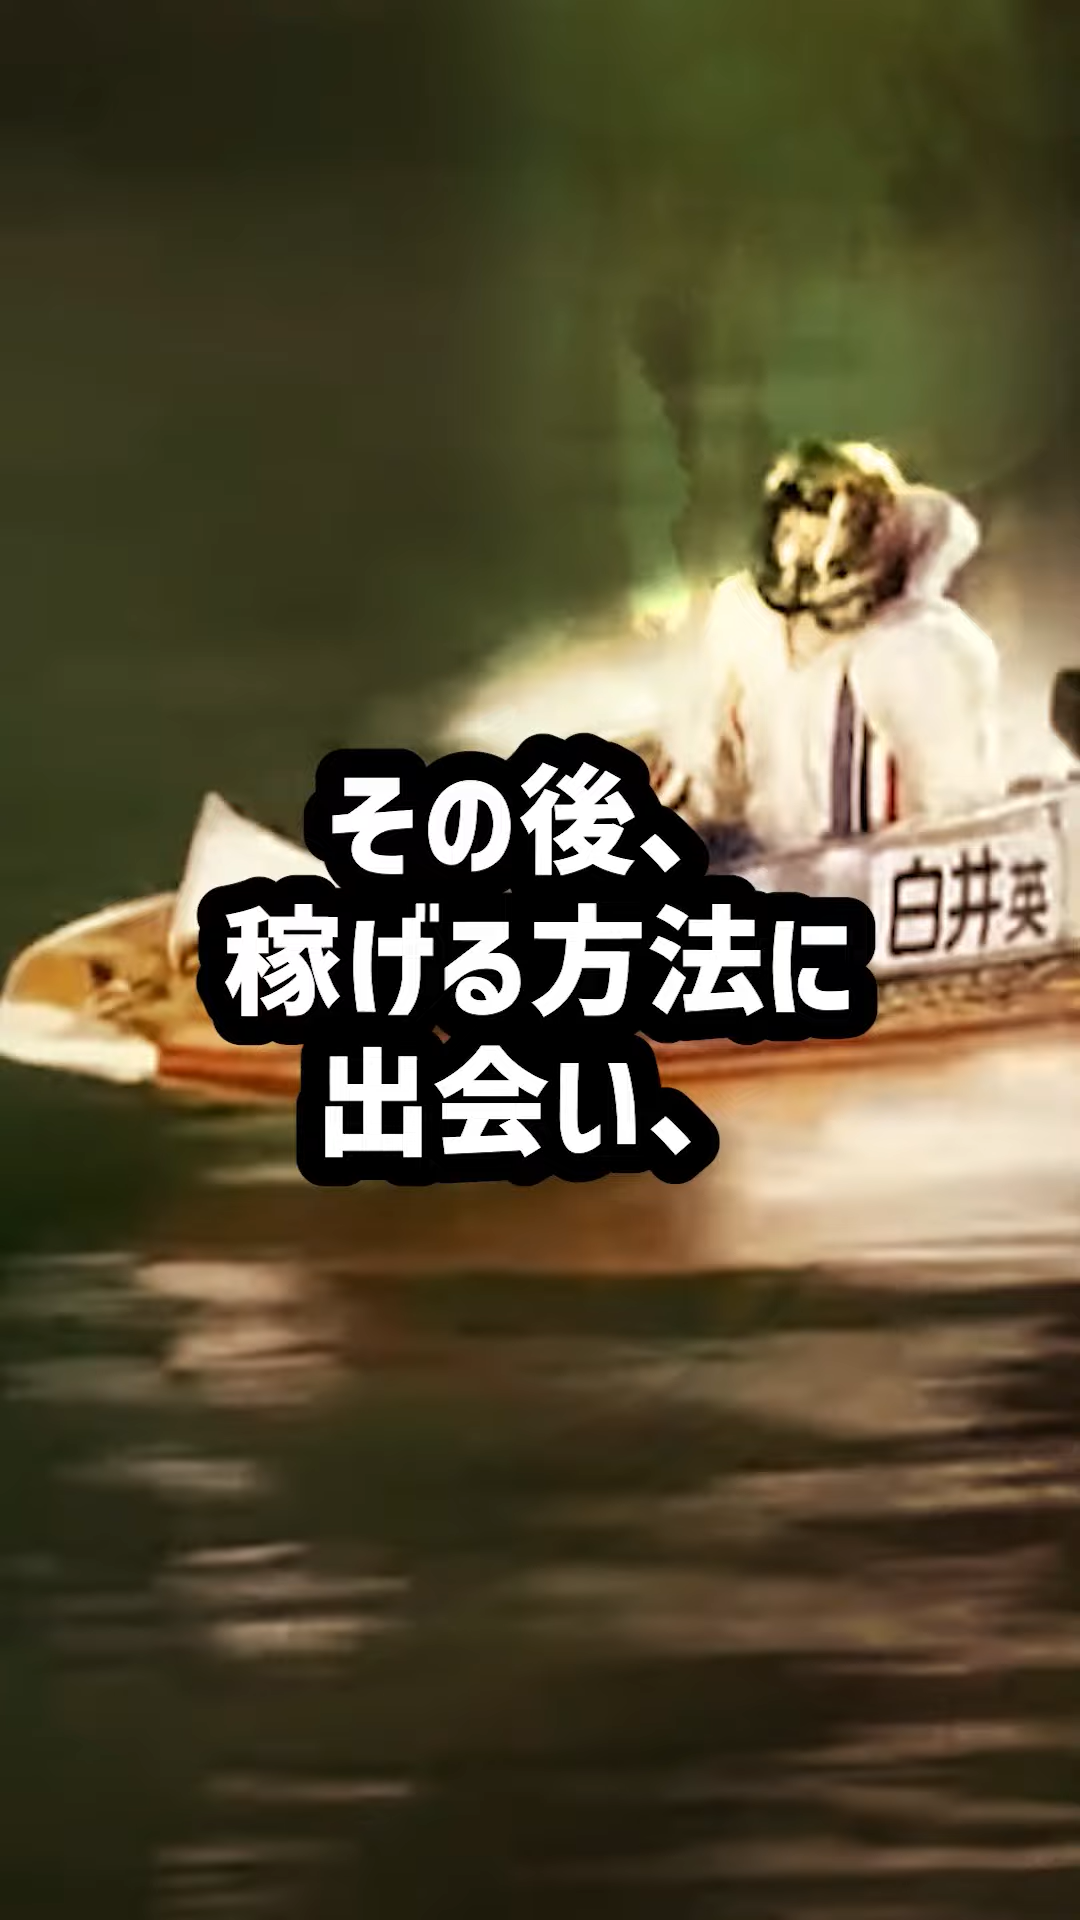 その後、
稼げる方法に
出会い、
白井英